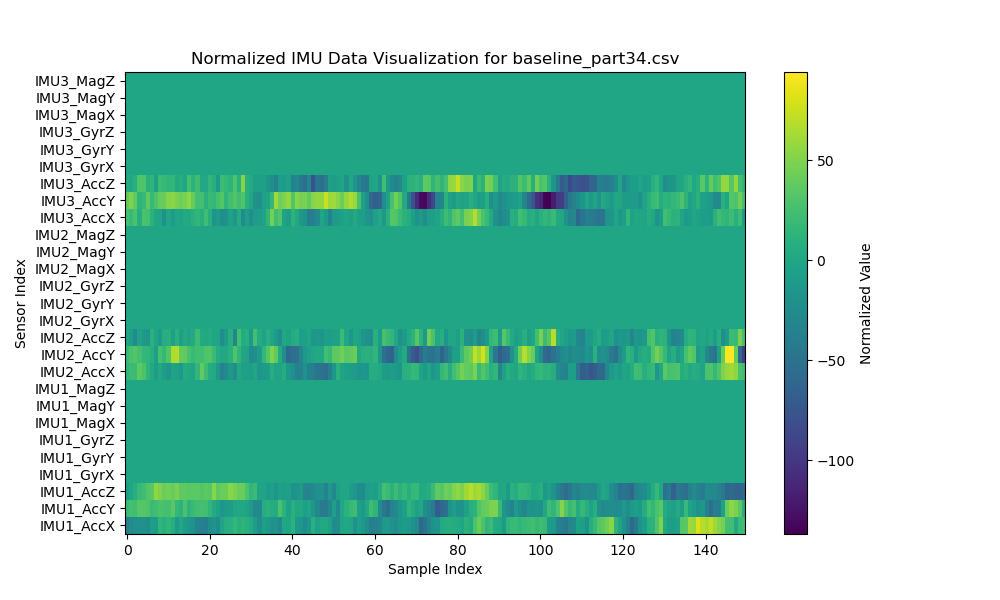 Normalized IMU Data Visualization for baseline_part34.csv
IMU3_MagZ
IMU3_MagY
IMU3_MagX
IMU3_GyrZ
IMU3_GyrY
IMU3_GyrX
IMU3_AccZ
IMU3_AccY
IMU3_AccX
IMU2_MagZ
IMU2_MagY
IMU2_MagX
IMU2_GyrZ
IMU2_GyrY
IMU2_GyrX
IMU2_AccZ
IMU2_AccY
IMU2_AccX
IMU1_MagZ
IMU1_MagY
IMU1_MagX
IMU1_GyrZ
IMU1_GyrY
IMU1_GyrX
IMU1_AccZ
IMU1_AccY
IMU1_AccX
Sensor Index
0 20 40 60 80 100 120 140
Sample Index
50
0
−50
−100
Normalized Value